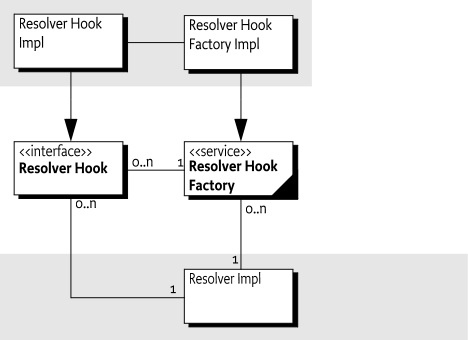 Resolver Hook
Impl
Resolver Hook
Factory Impl
<<interface>>
Resolver Hook
0..n
1
<<service>>
Resolver Hook
Factory
0..n
0..n
1
1
Resolver Impl